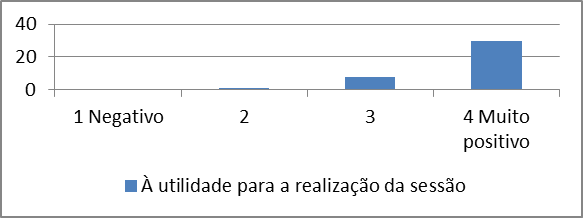 40
20
0
1 Negativo
2
3
4 Muito
positivo
À utilidade para a realização da sessão